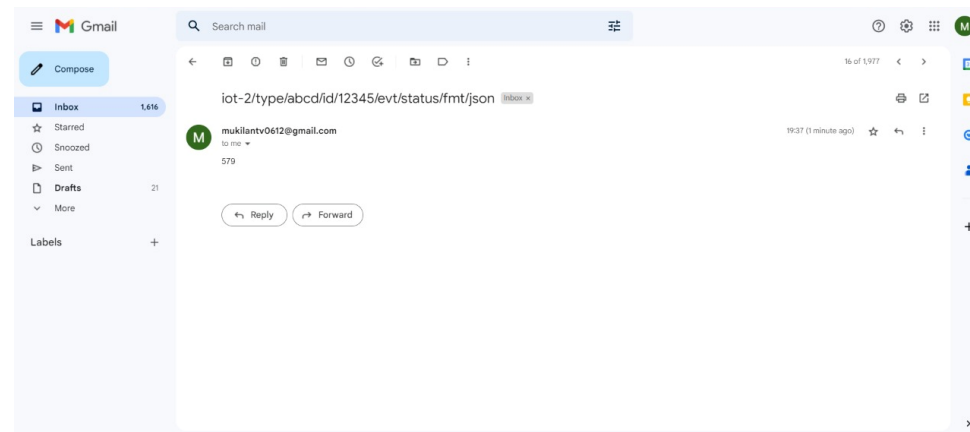 Gmail
Search mail
M
Compose
16 of 1,977
Inbox 1,616
Starred
Snoozed
Sent
Drafts 21
More
Labels +
iot-2/type/abcd/id/12345/evt/status/fmt/json Inbox x
M
mukilantv0612@gmail.com 19:37 (1 minute ago)
to me
579
Reply Forward